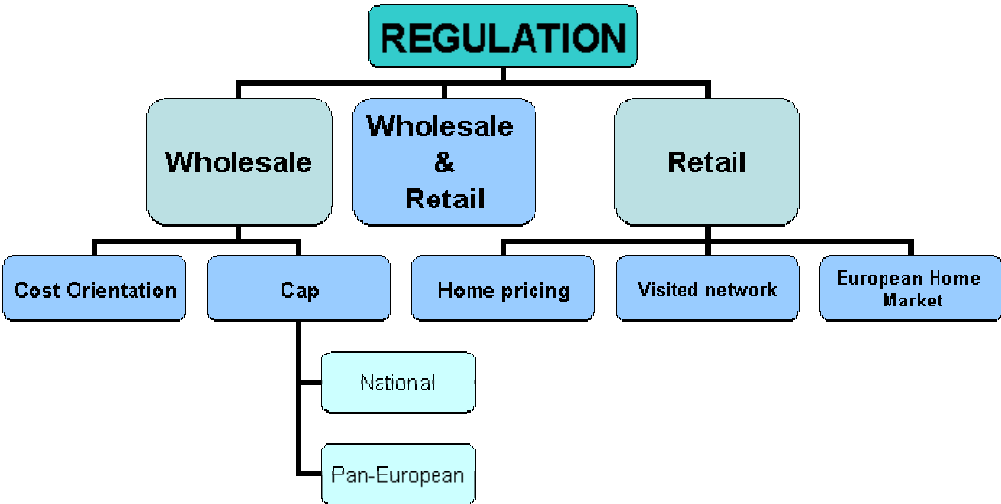 REGULATION
Wholesale
Wholesale
&
Retail
Retail
Cost Orientation
Cap
Home pricing
Visited network
European Home
Market
National
Pan-European